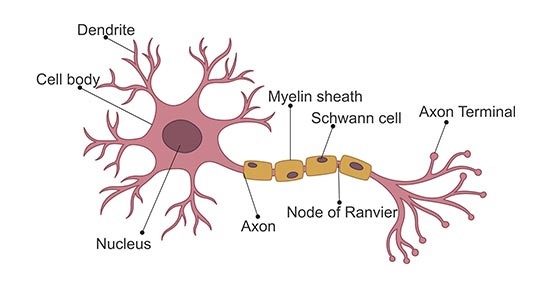 Dendrite
Cell body
Myelin sheath
Schwann cell
Axon Terminal
Node of Ranvier
Axon
Nucleus